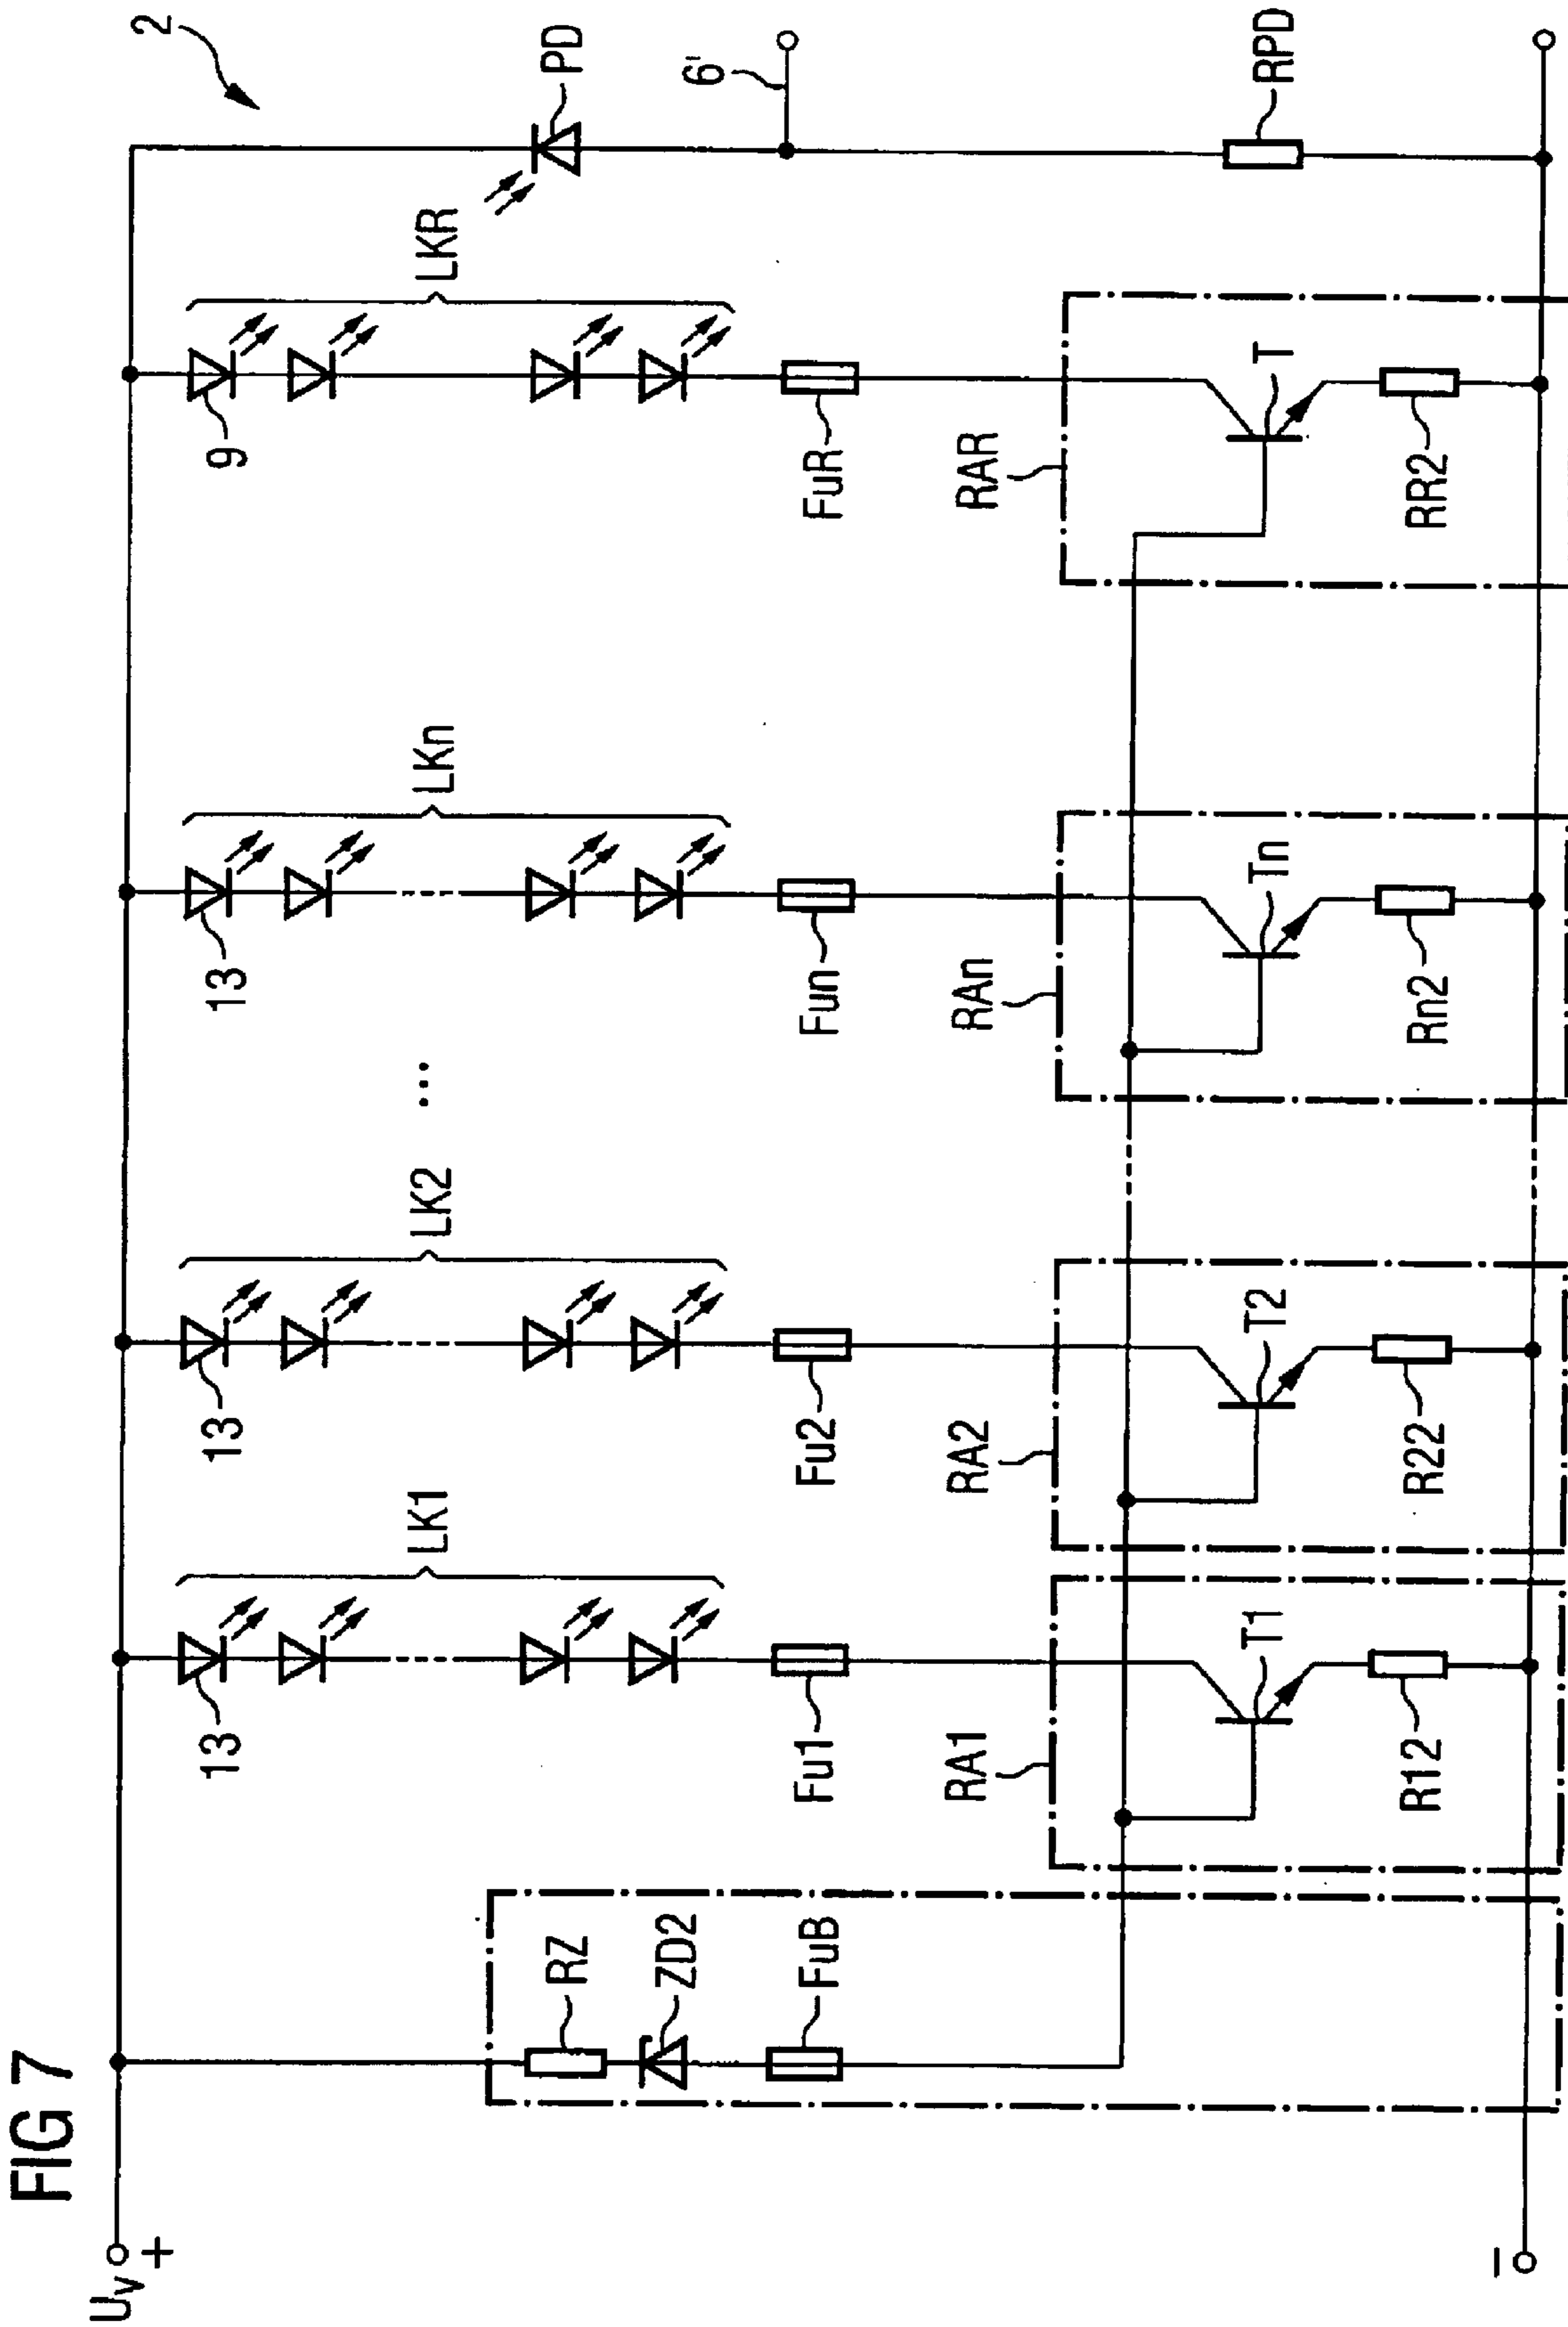 FIG 7
2
LK1
LK2
...
LKn
LKR
PD
13
13
13
9
6'
RZ
ZD2
FuB
Fu1
Fu2
Fun
FuR
RA1
RA2
RAn
RAR
T1
T2
Tn
T
R12
R22
Rn2
RR2
RPD
Uv
+
−